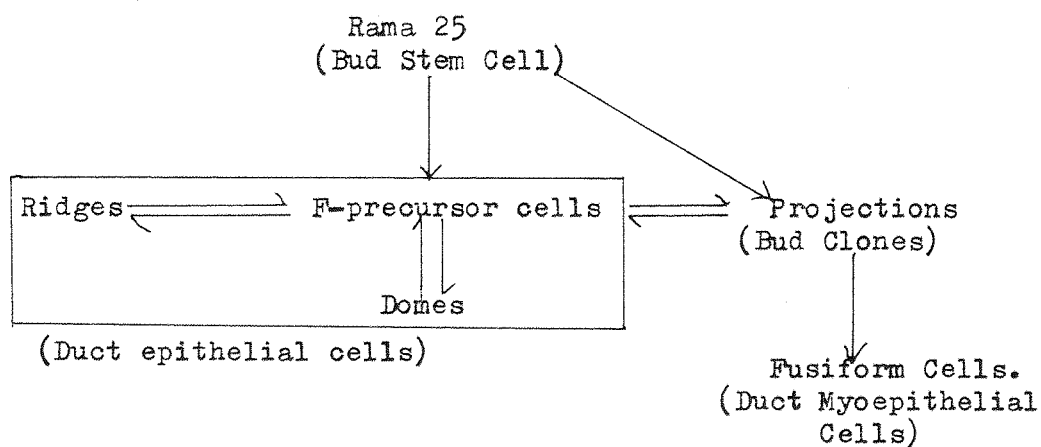 Rama 25
(Bud Stem Cell)
Ridges F-precursor cells Projections
(Bud Clones)
Domes
(Duct epithelial cells)
Fusiform Cells.
(Duct Myoepithelial
Cells)